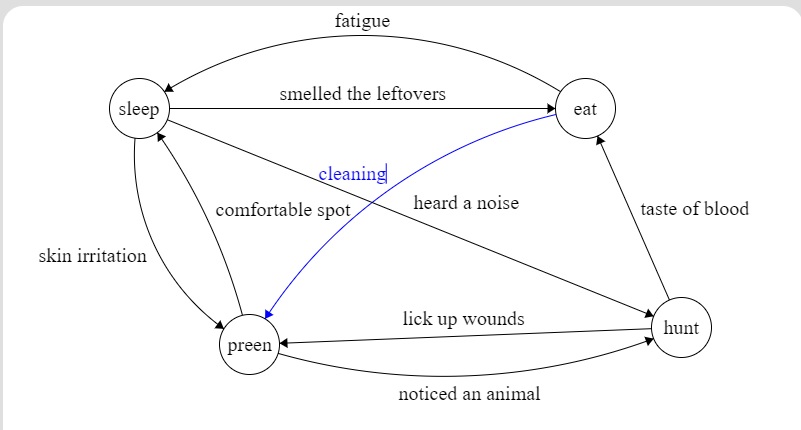 fatigue
sleep
smelled the leftovers
eat
cleaning
comfortable spot
heard a noise
taste of blood
skin irritation
lick up wounds
hunt
preen
noticed an animal